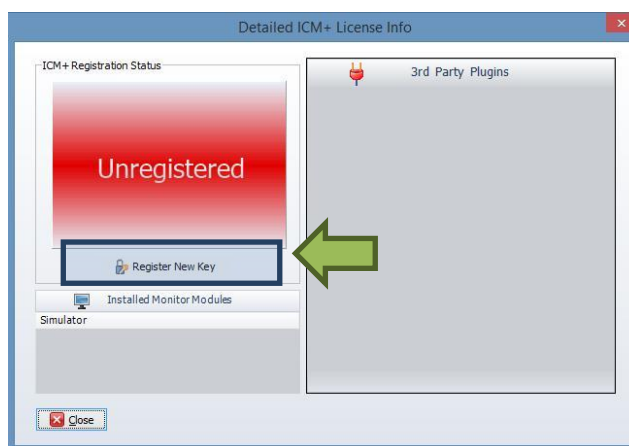 Detailed ICM+ License Info
ICM+ Registration Status
Unregistered
Register New Key
Installed Monitor Modules
Simulator
3rd Party Plugins
Close